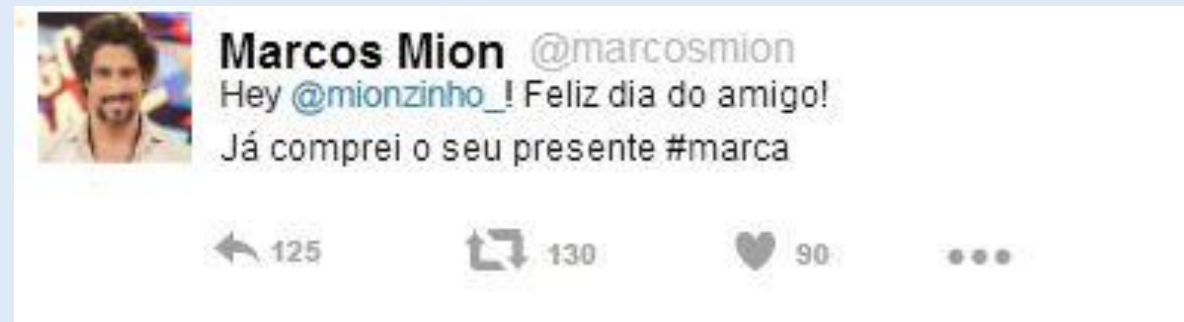 Marcos Mion @marcosmion
Hey @mionzinho_! Feliz dia do amigo!
Já comprei o seu presente #marca
125 130 90